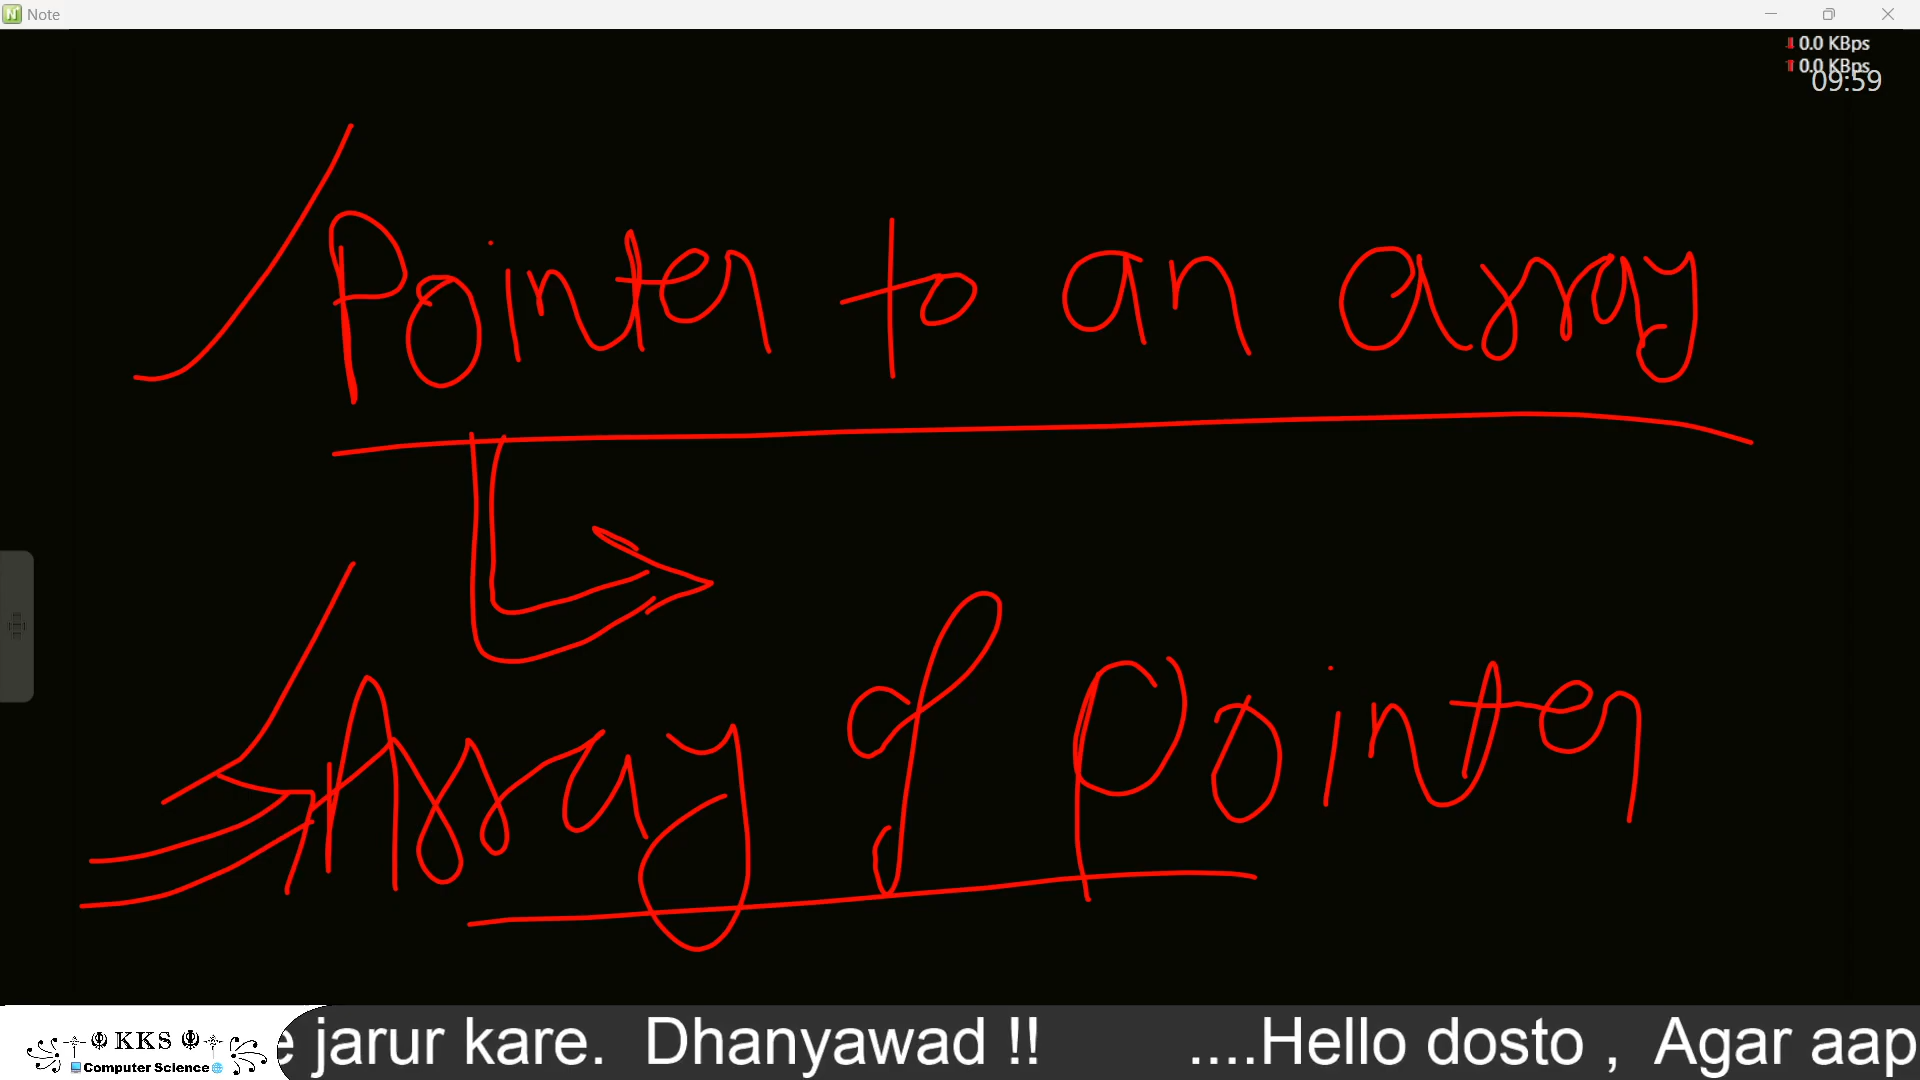 Note
0.0 KBps
0.0 KBps
09:59
Pointer to an array
Array of Pointer
KKS
Computer Science
e jarur kare. Dhanyawad !! ....Hello dosto , Agar aap